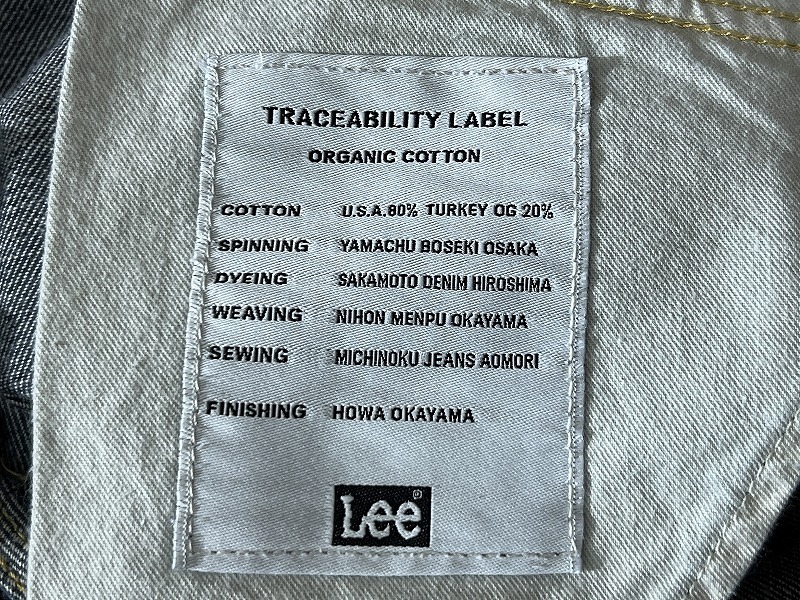 TRACEABILITY LABEL
ORGANIC COTTON
COTTON U.S.A.80% TURKEY OG 20%
SPINNING YAMACHU BOSEKI OSAKA
DYEING SAKAMOTO DENIM HIROSHIMA
WEAVING NIHON MENPU OKAYAMA
SEWING MICHINOKU JEANS AOMORI
FINISHING HOWA OKAYAMA
Lee®